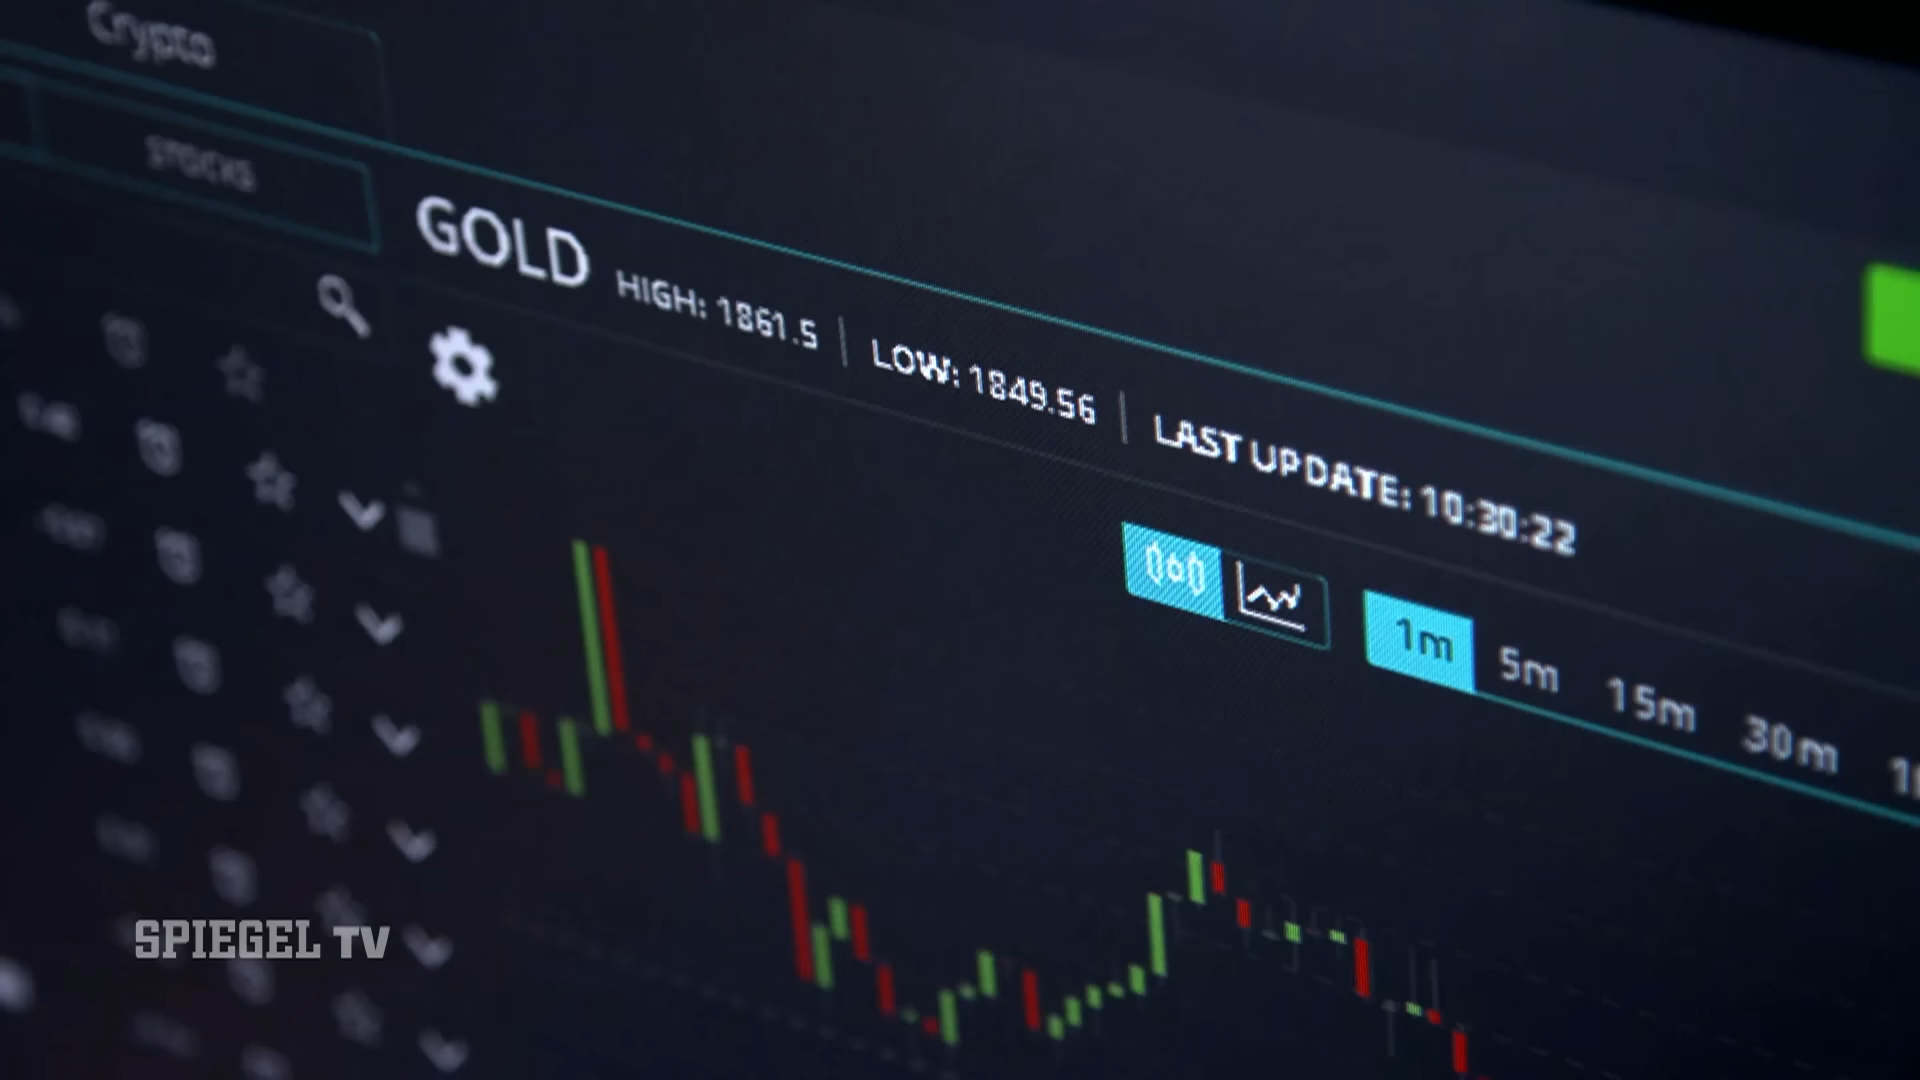 Crypto
STOCKS
GOLD HIGH: 1861.5 | LOW: 1849.56 | LAST UPDATE: 10:30:22
1m 5m 15m 30m
SPIEGEL TV